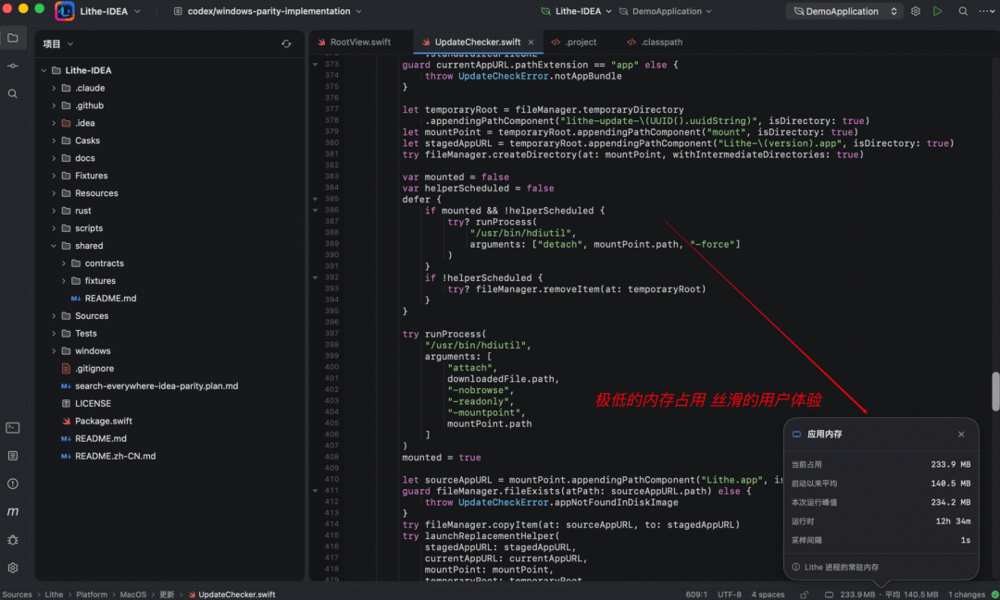 Lithe-IDEA
codex/windows-parity-implementation
Lithe-IDEA
DemoApplication
DemoApplication
项目
RootView.swift
UpdateChecker.swift
.project
.classpath
Lithe-IDEA
.claude
.github
.idea
Casks
docs
Fixtures
Resources
rust
scripts
shared
contracts
fixtures
M↓ README.md
Sources
Tests
windows
.gitignore
M↓ search-everywhere-idea-parity.plan.md
LICENSE
Package.swift
M↓ README.md
M↓ README.zh-CN.md
373 guard currentAppURL.pathExtension == "app" else {
374 throw UpdateCheckError.notAppBundle
375 }
376
377 let temporaryRoot = fileManager.temporaryDirectory
378 .appendingPathComponent("lithe-update-\(UUID().uuidString)", isDirectory: true)
379 let mountPoint = temporaryRoot.appendingPathComponent("mount", isDirectory: true)
380 let stagedAppURL = temporaryRoot.appendingPathComponent("Lithe-\(version).app", isDirectory: true)
381 try fileManager.createDirectory(at: mountPoint, withIntermediateDirectories: true)
382
383 var mounted = false
384 var helperScheduled = false
385 defer {
386 if mounted && !helperScheduled {
387 try? runProcess(
388 "/usr/bin/hdiutil",
389 arguments: ["detach", mountPoint.path, "-force"]
390 )
391 }
392 if !helperScheduled {
393 try? fileManager.removeItem(at: temporaryRoot)
394 }
395 }
396
397 try runProcess(
398 "/usr/bin/hdiutil",
399 arguments: [
400 "attach",
401 downloadedFile.path,
402 "-nobrowse",
403 "-readonly",
404 "-mountpoint",
405 mountPoint.path
406 ]
407 )
408 mounted = true
409
410 let sourceAppURL = mountPoint.appendingPathComponent("Lithe.app", is
411 guard fileManager.fileExists(atPath: sourceAppURL.path) else {
412 throw UpdateCheckError.appNotFoundInDiskImage
413 }
414 try fileManager.copyItem(at: sourceAppURL, to: stagedAppURL)
415 try launchReplacementHelper(
416 stagedAppURL: stagedAppURL,
417 currentAppURL: currentAppURL,
418 mountPoint: mountPoint,
419 temporaryRoot: temporaryRoot
极低的内存占用 丝滑的用户体验
应用内存
当前占用 233.9 MB
启动以来平均 140.5 MB
本次运行峰值 234.2 MB
运行时 12h 34m
采样间隔 1s
Lithe 进程的常驻内存
m
Sources › Lithe › Platform › MacOS › 更新 › UpdateChecker.swift
609:1 UTF-8 4 spaces 233.9 MB · 平均 140.5 MB 1 changes